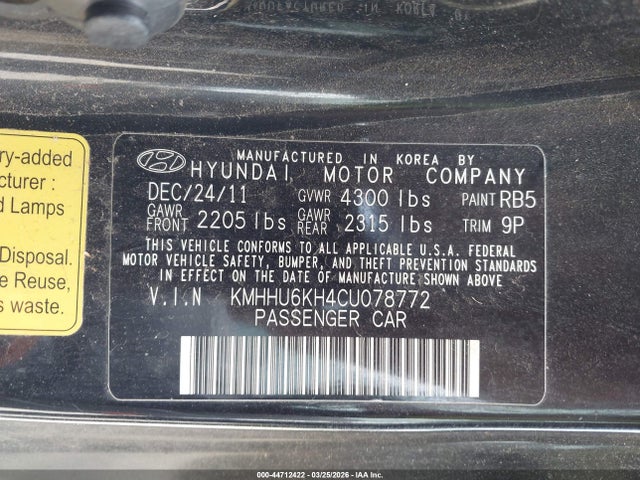 MANUFACTURED IN KOREA BY
HYUNDAI MOTOR COMPANY
DEC/24/11 GVWR 4300 lbs PAINT RB5
GAWR FRONT 2205 lbs GAWR REAR 2315 lbs TRIM 9P
THIS VEHICLE CONFORMS TO ALL APPLICABLE U.S.A. FEDERAL
MOTOR VEHICLE SAFETY, BUMPER, AND THEFT PREVENTION STANDARDS
IN EFFECT ON THE DATE OF MANUFACTURE SHOWN ABOVE
V.I.N KMHHU6KH4CU078772
PASSENGER CAR
ry-added
cturer :
d Lamps
Disposal.
e Reuse,
s waste.
000-44712422 - 03/25/2026 - COPYRIGHT IAA, INC.